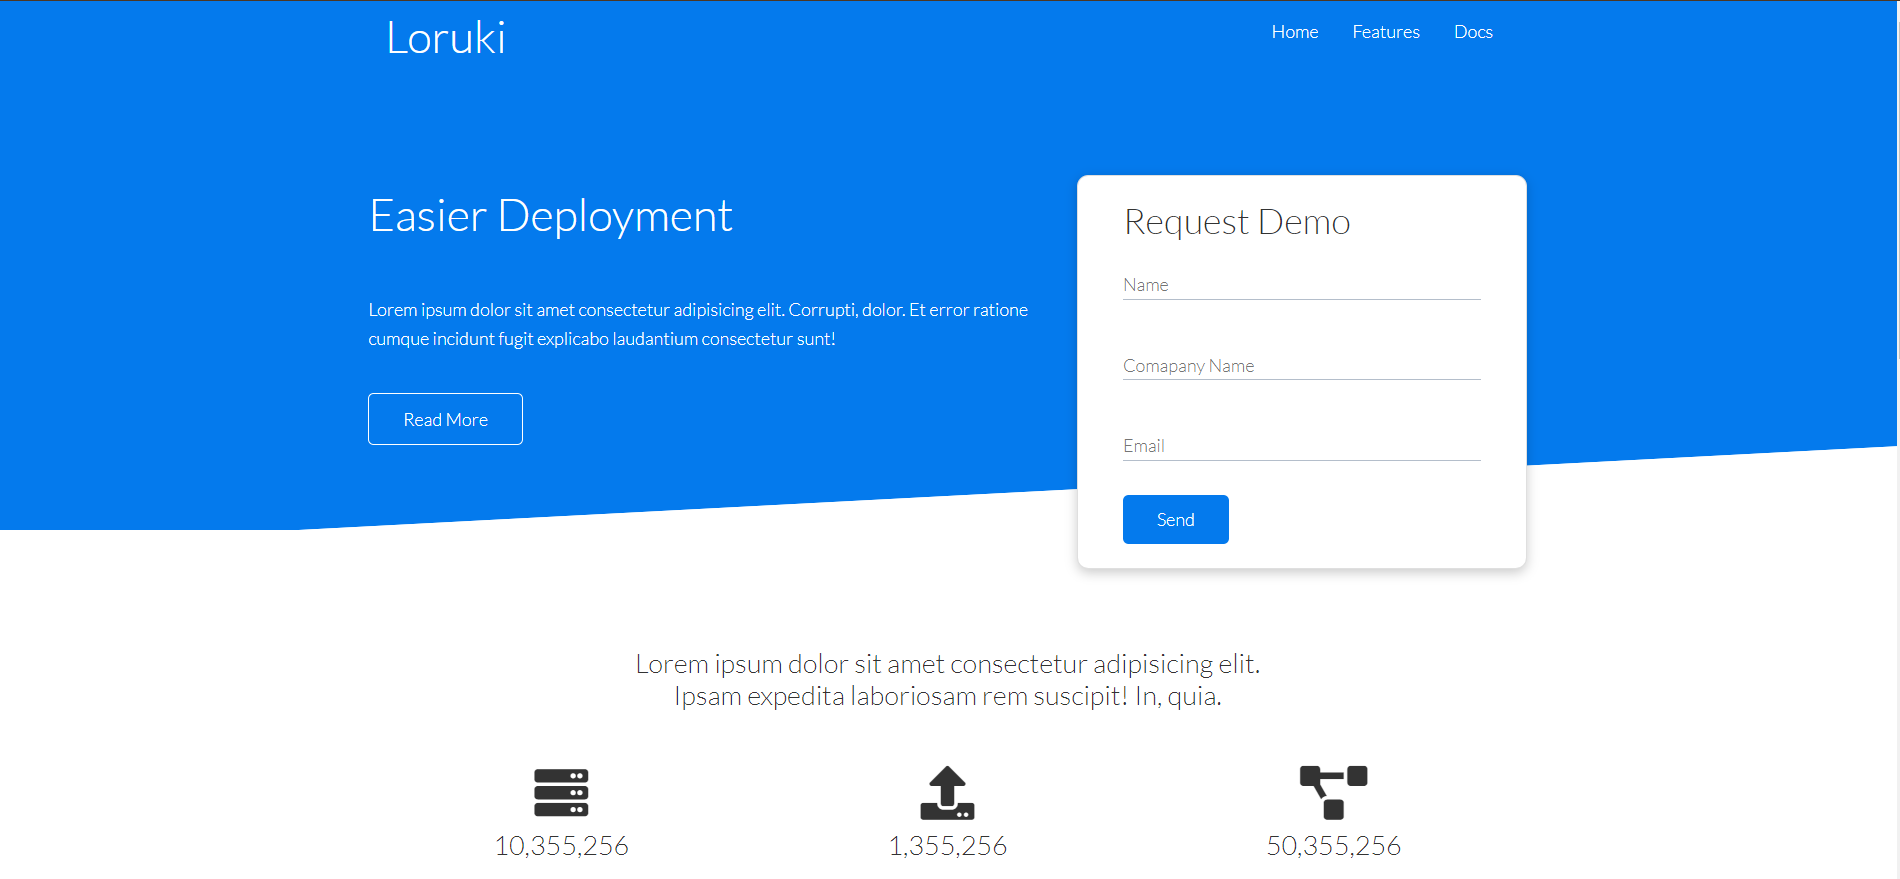 Loruki
Home Features Docs
Easier Deployment
Lorem ipsum dolor sit amet consectetur adipisicing elit. Corrupti, dolor. Et error ratione
cumque incidunt fugit explicabo laudantium consectetur sunt!
Read More
Request Demo
Name
Comapany Name
Email
Send
Lorem ipsum dolor sit amet consectetur adipisicing elit.
Ipsam expedita laboriosam rem suscipit! In, quia.
10,355,256
1,355,256
50,355,256